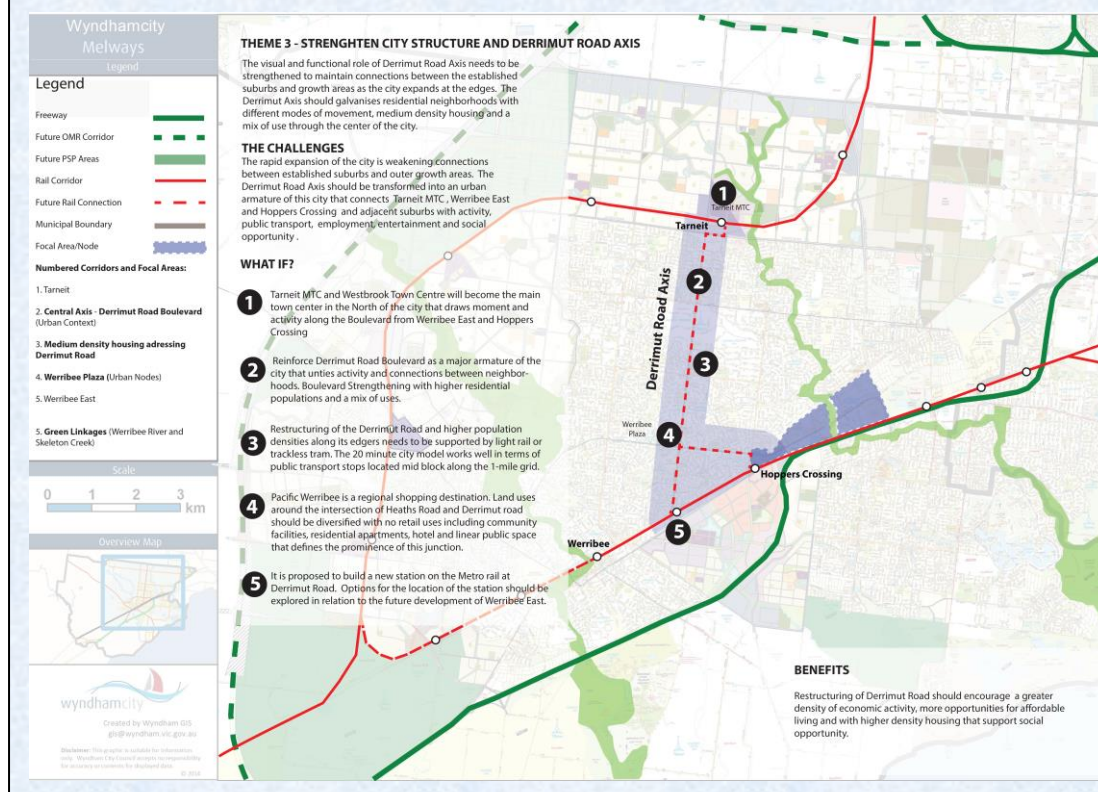 Wyndhamcity
Melways
Legend
Legend
Freeway
Future OMR Corridor
Future PSP Areas
Rail Corridor
Future Rail Connection
Municipal Boundary
Focal Area/Node
Numbered Corridors and Focal Areas:
1. Tarneit
2. Central Axis - Derrimut Road Boulevard
(Urban Context)
3. Medium density housing adressing
Derrimut Road
4. Werribee Plaza (Urban Nodes)
5. Werribee East
5. Green Linkages (Werribee River and
Skeleton Creek)
Scale
0 1 2 3
km
Overview Map
wyndhamcity
Created by Wyndham GIS
gis@wyndham.vic.gov.au
Disclaimer: This graphic is suitable for information
only. Wyndham City Council accepts no responsibility
for accuracy or currency for displayed data.
© 2018
THEME 3 - STRENGHTEN CITY STRUCTURE AND DERRIMUT ROAD AXIS
The visual and functional role of Derrimut Road Axis needs to be
strengthened to maintain connections between the established
suburbs and growth areas as the city expands at the edges. The
Derrimut Axis should galvanises residential neighborhoods with
different modes of movement, medium density housing and a
mix of use through the center of the city.
THE CHALLENGES
The rapid expansion of the city is weakening connections
between established suburbs and outer growth areas. The
Derrimut Road Axis should be transformed into an urban
armature of this city that connects Tarneit MTC , Werribee East
and Hoppers Crossing and adjacent suburbs with activity,
public transport, employment, entertainment and social
opportunity .
WHAT IF?
1
Tarneit MTC and Westbrook Town Centre will become the main
town center in the North of the city that draws moment and
activity along the Boulevard from Werribee East and Hoppers
Crossing
2
Reinforce Derrimut Road Boulevard as a major armature of the
city that unties activity and connections between neighbor-
hoods. Boulevard Strengthening with higher residential
populations and a mix of uses.
3
Restructuring of the Derrimut Road and higher population
densities along its edgers needs to be supported by light rail or
trackless tram. The 20 minute city model works well in terms of
public transport stops located mid block along the 1-mile grid.
4
Pacific Werribee is a regional shopping destination. Land uses
around the intersection of Heaths Road and Derrimut road
should be diversified with no retail uses including community
facilities, residential apartments, hotel and linear public space
that defines the prominence of this junction.
5
It is proposed to build a new station on the Metro rail at
Derrimut Road. Options for the location of the station should be
explored in relation to the future development of Werribee East.
1
Tarneit MTC
Tarneit
2
Derrimut Road Axis
3
Werribee
Plaza
4
Hoppers Crossing
5
Werribee
BENEFITS
Restructuring of Derrimut Road should encourage a greater
density of economic activity, more opportunities for affordable
living and with higher density housing that support social
opportunity.